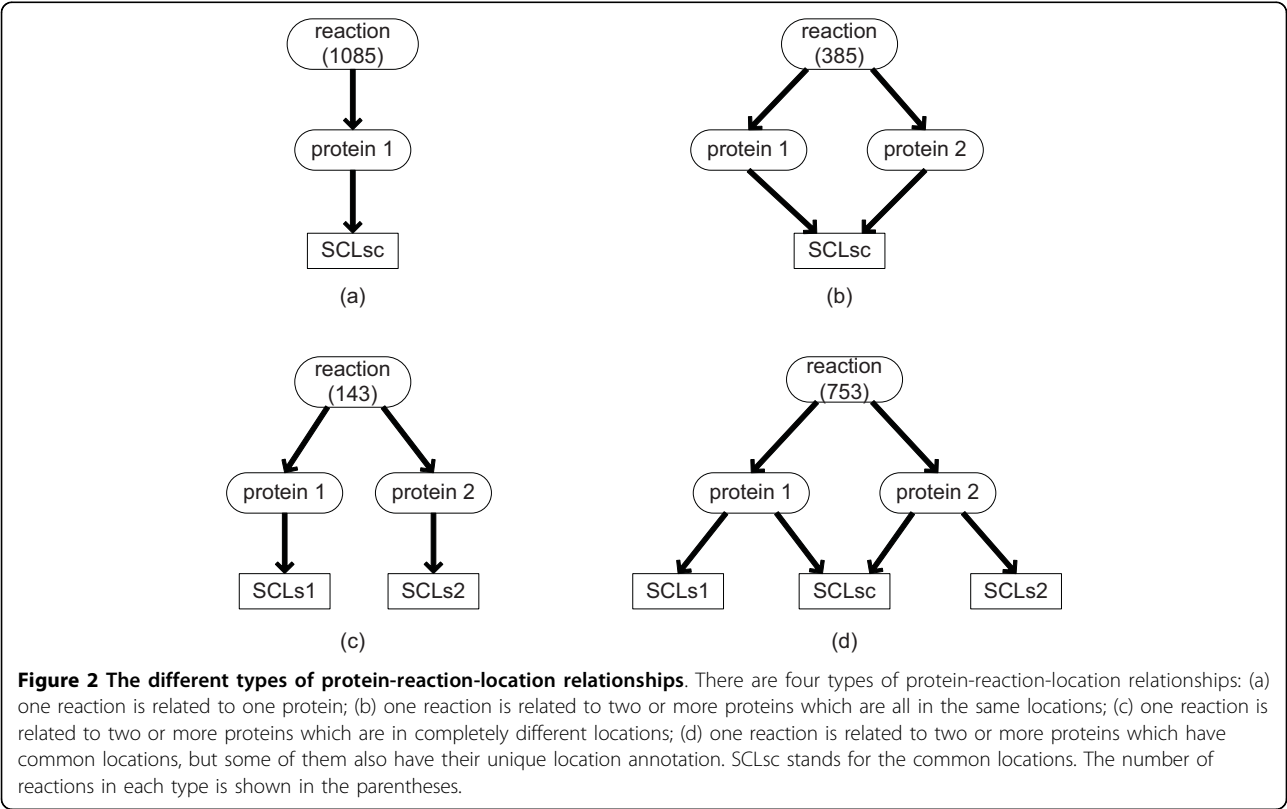 reaction
(1085)
protein 1
SCLsc
(a)
reaction
(385)
protein 1 protein 2
SCLsc
(b)
reaction
(143)
protein 1 protein 2
SCLs1 SCLs2
(c)
reaction
(753)
protein 1 protein 2
SCLs1 SCLsc SCLs2
(d)
Figure 2 The different types of protein-reaction-location relationships. There are four types of protein-reaction-location relationships: (a)
one reaction is related to one protein; (b) one reaction is related to two or more proteins which are all in the same locations; (c) one reaction is
related to two or more proteins which are in completely different locations; (d) one reaction is related to two or more proteins which have
common locations, but some of them also have their unique location annotation. SCLsc stands for the common locations. The number of
reactions in each type is shown in the parentheses.